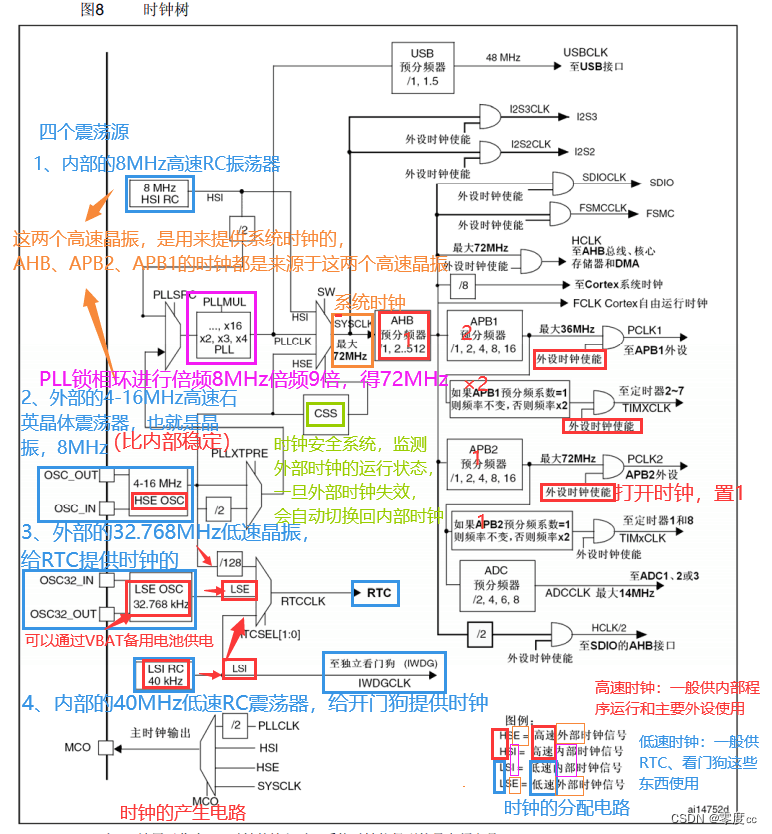 图8 时钟树
USB
预分频器
/1, 1.5
48 MHz
USBCLK
至USB接口
I2S3CLK
I2S3
外设时钟使能
I2S2CLK
I2S2
外设时钟使能
四个震荡源
1、内部的8MHz高速RC振荡器
8 MHz
HSI RC
HSI
/2
SDIOCLK
SDIO
外设时钟使能
FSMCCLK
FSMC
外设时钟使能
这两个高速晶振，是用来提供系统时钟的，
AHB、APB2、APB1的时钟都是来源于这两个高速晶振
最大72MHz
外设时钟使能
HCLK
至AHB总线、核心
存储器和DMA
/8
至Cortex系统时钟
FCLK Cortex自由运行时钟
PLLSRC
PLLMUL
..., x16
x2, x3, x4
PLL
PLLCLK
SW
HSI
HSE
系统时钟
SYSCLK
最大
72MHz
AHB
预分频器
/1, 2..512
1
APB1
预分频器
/1, 2, 4, 8, 16
2
最大36MHz
PCLK1
至APB1外设
外设时钟使能
PLL锁相环进行倍频8MHz倍频9倍，得72MHz
×2
如果APB1预分频系数=1
则频率不变，否则频率x2
至定时器2~7
TIMXCLK
外设时钟使能
2、外部的4-16MHz高速石
英晶体震荡器，也就是晶
振，8MHz
(比内部稳定)
CSS
时钟安全系统，监测
外部时钟的运行状态，
一旦外部时钟失效，
会自动切换回内部时钟
PLLXTPRE
OSC_OUT
OSC_IN
4-16 MHz
HSE OSC
/2
APB2
预分频器
/1, 2, 4, 8, 16
1
最大72MHz
PCLK2
APB2外设
外设时钟使能
打开时钟，置1
如果APB2预分频系数=1
则频率不变，否则频率x2
1
至定时器1和8
TIMxCLK
外设时钟使能
3、外部的32.768MHz低速晶振，
给RTC提供时钟的
/128
OSC32_IN
OSC32_OUT
LSE OSC
32.768 kHz
LSE
RTCCLK
RTC
RTCSEL[1:0]
ADC
预分频器
/2, 4, 6, 8
至ADC1、2或3
ADCCLK 最大14MHz
可以通过VBAT备用电池供电
/2
HCLK/2
至SDIO的AHB接口
外设时钟使能
LSI RC
40 kHz
LSI
至独立看门狗 (IWDG)
IWDGCLK
4、内部的40MHz低速RC震荡器，给开门狗提供时钟
高速时钟：一般供内部程
序运行和主要外设使用
MCO
主时钟输出
/2
PLLCLK
HSI
HSE
SYSCLK
MCO
图例：
HSE = 高速外部时钟信号
HSI = 高速内部时钟信号
LSI = 低速内部时钟信号
LSE = 低速外部时钟信号
低速时钟：一般供
RTC、看门狗这些
东西使用
时钟的产生电路
时钟的分配电路
ai14752d
CSDN @零度cc